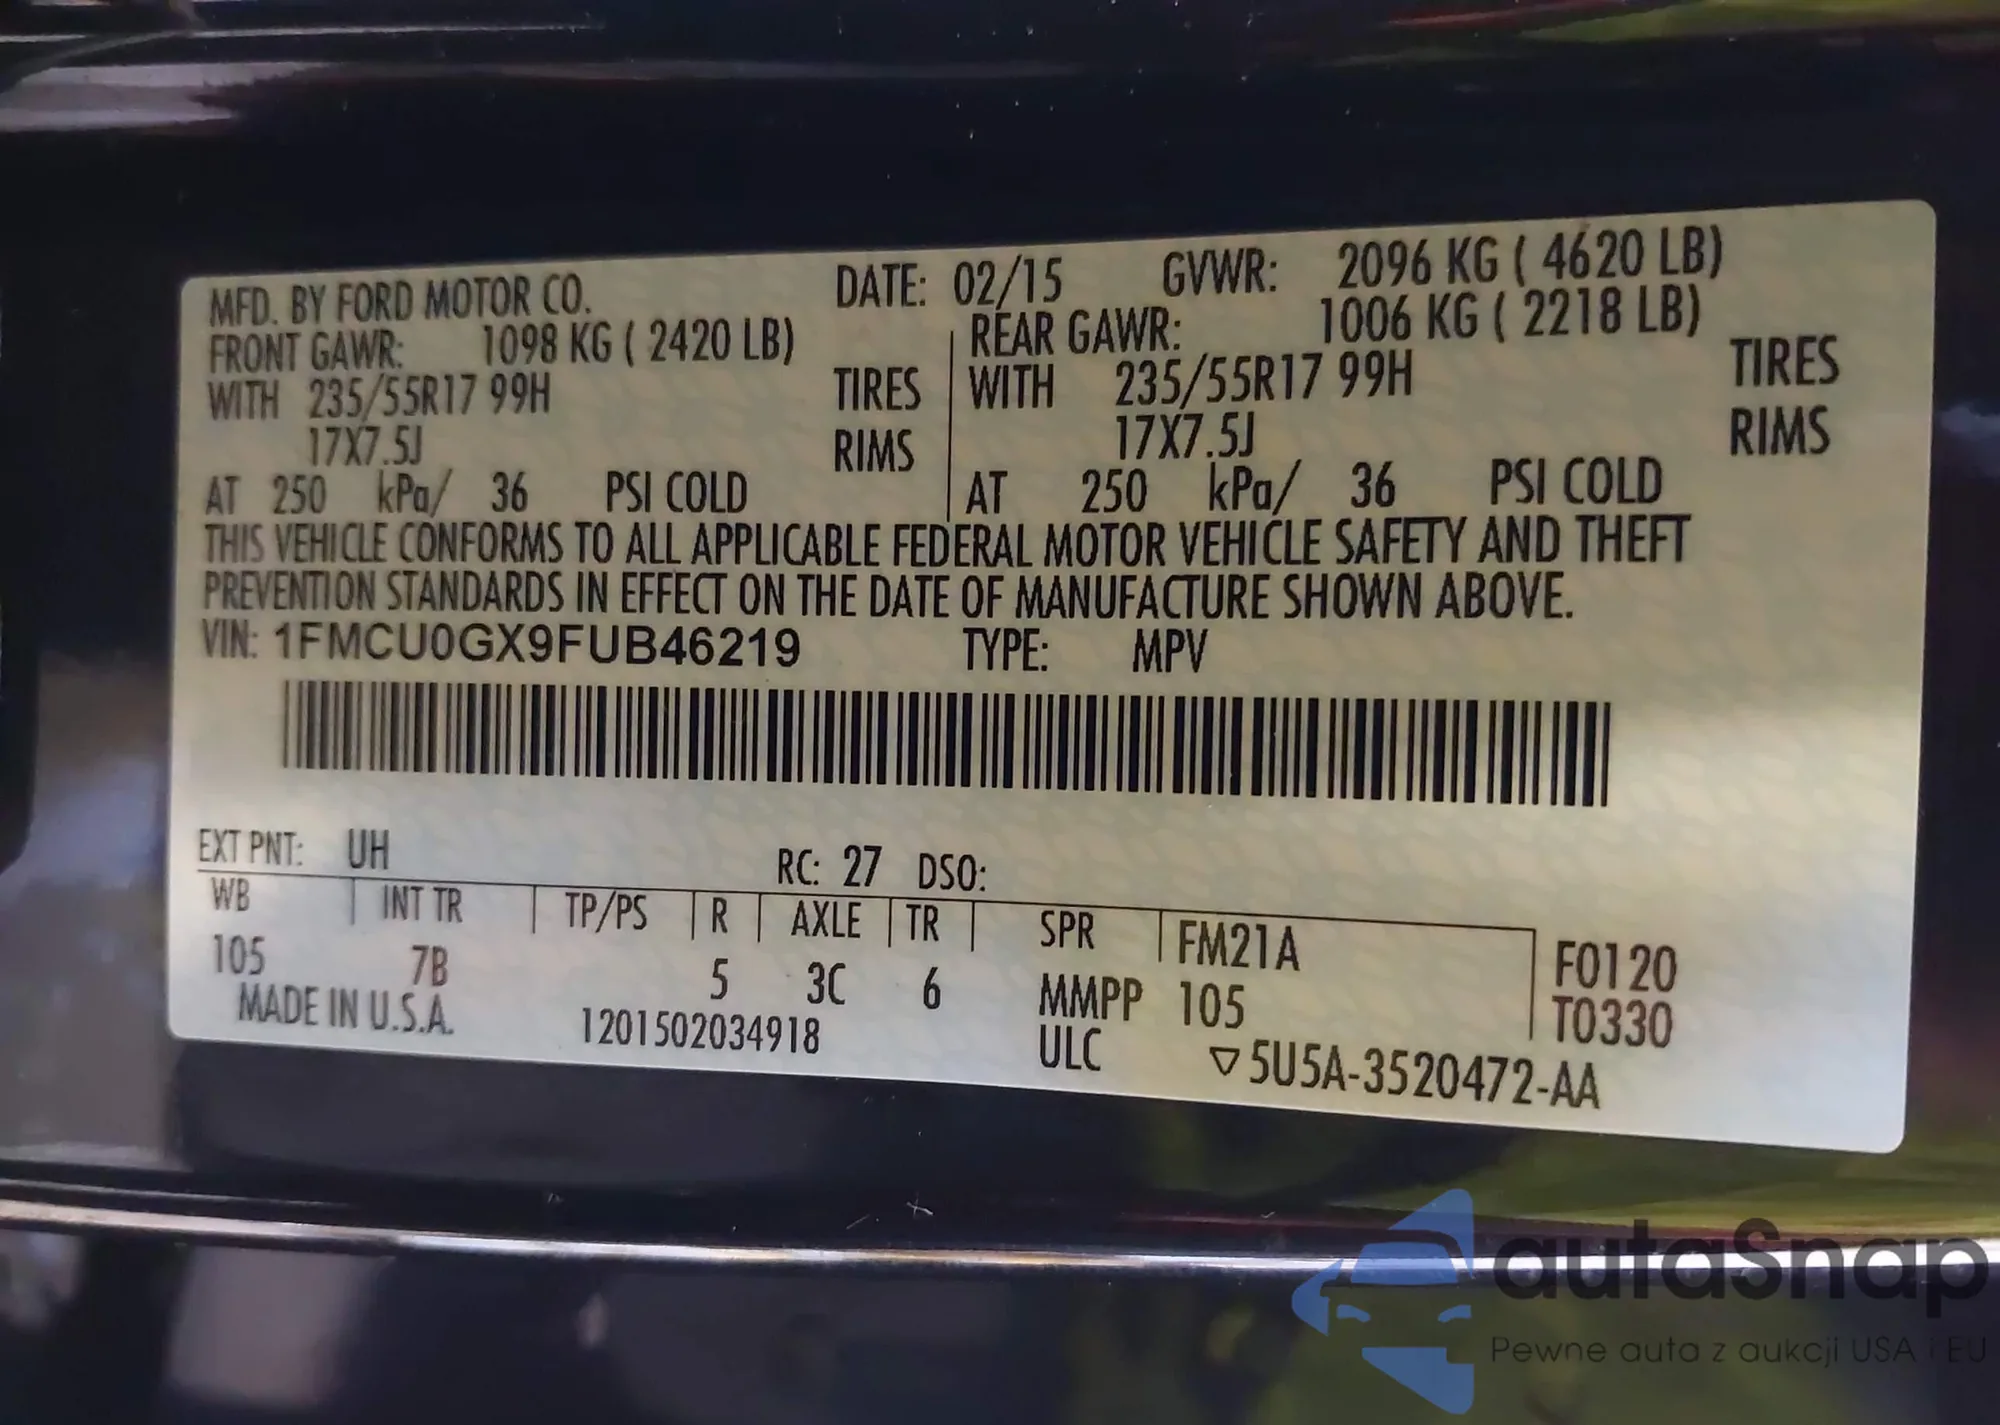 MFD. BY FORD MOTOR CO. DATE: 02/15 GVWR: 2096 KG ( 4620 LB)
FRONT GAWR: 1098 KG ( 2420 LB) REAR GAWR: 1006 KG ( 2218 LB)
WITH 235/55R17 99H TIRES WITH 235/55R17 99H TIRES
17X7.5J RIMS 17X7.5J RIMS
AT 250 kPa/ 36 PSI COLD AT 250 kPa/ 36 PSI COLD
THIS VEHICLE CONFORMS TO ALL APPLICABLE FEDERAL MOTOR VEHICLE SAFETY AND THEFT
PREVENTION STANDARDS IN EFFECT ON THE DATE OF MANUFACTURE SHOWN ABOVE.
VIN: 1FMCU0GX9FUB46219 TYPE: MPV
EXT PNT: UH RC: 27 DSO:
WB INT TR TP/PS R AXLE TR SPR FM21A F0120
105 7B 5 3C 6 MMPP 105 T0330
MADE IN U.S.A. 1201502034918 ULC ▽5U5A-3520472-AA
autaSnap
Pewne auta z aukcji USA i EU